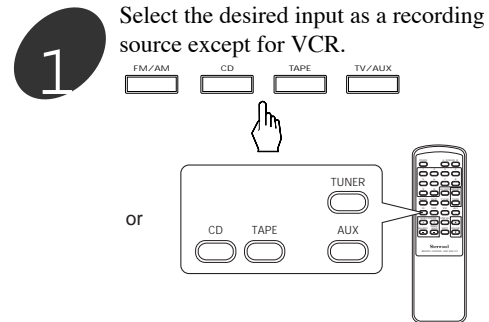 1
Select the desired input as a recording
source except for VCR.
FM/AM CD TAPE TV/AUX
or
TUNER
CD TAPE AUX
Sherwood